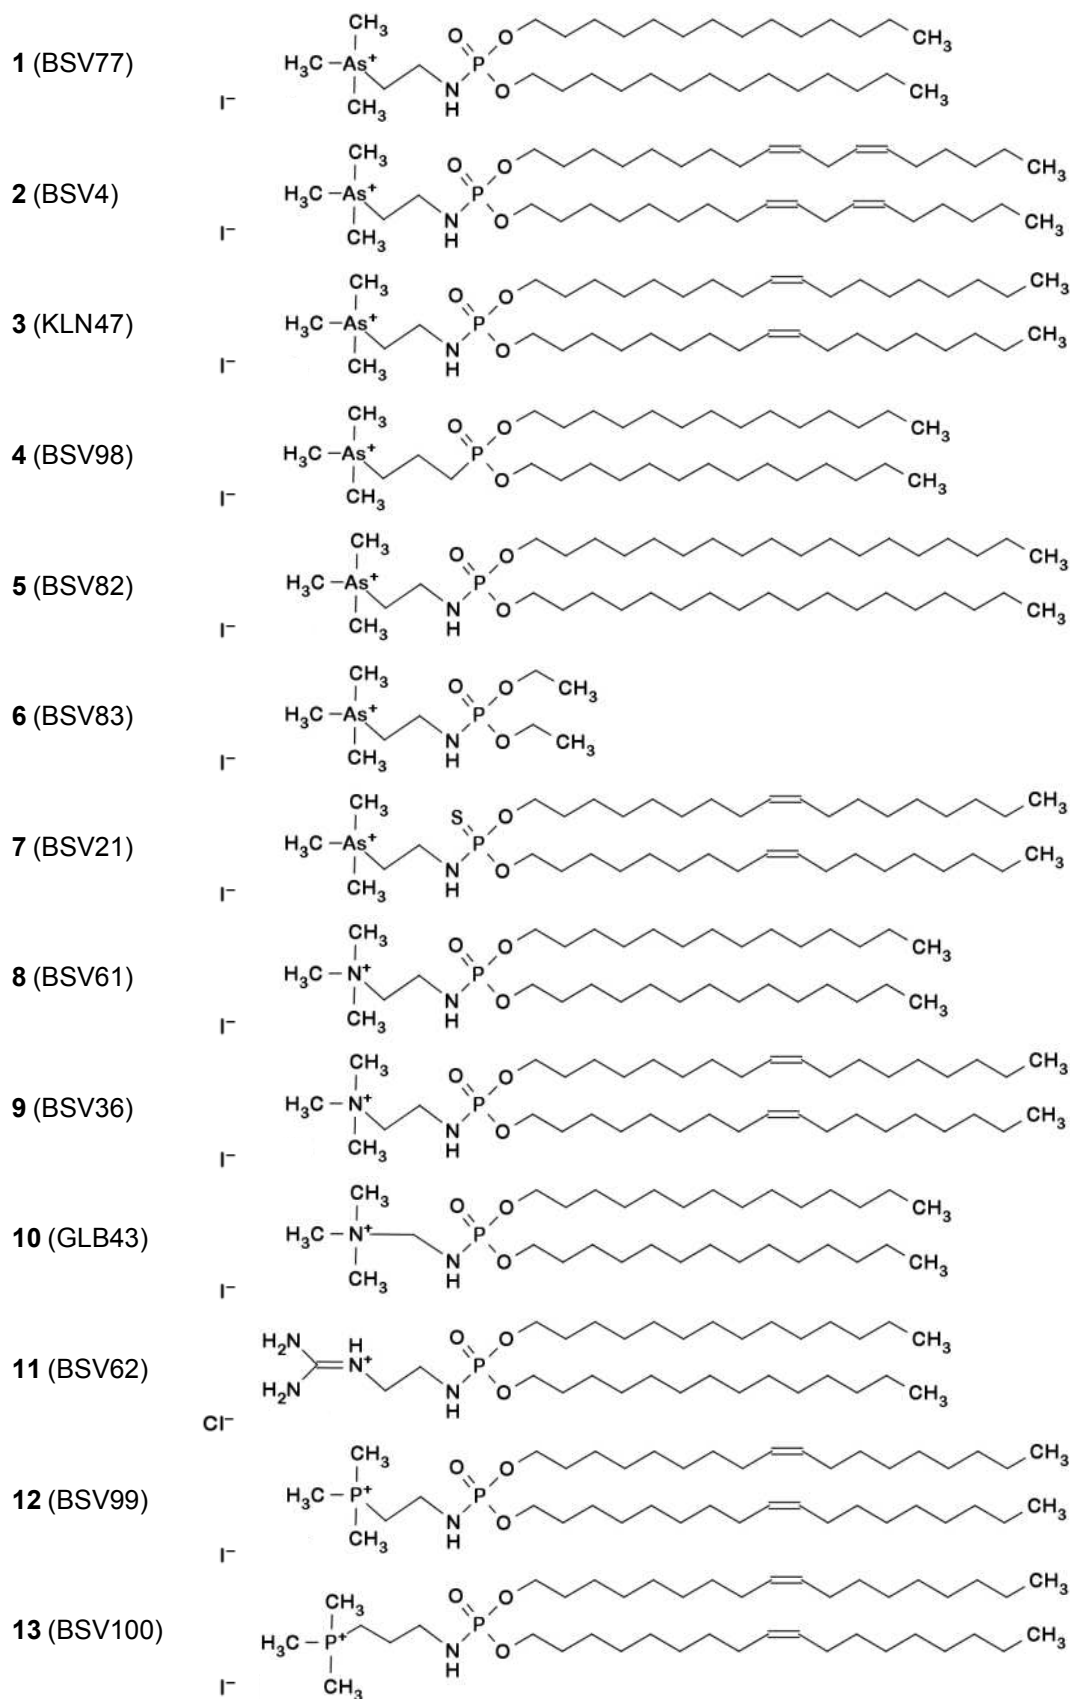 CH₃
O O CH₃
1 (BSV77) H₃C As⁺ P
N O CH₃
I⁻ CH₃ H
CH₃
O O CH₃
2 (BSV4) H₃C As⁺ P
N O CH₃
I⁻ CH₃ H
CH₃
O O CH₃
3 (KLN47) H₃C As⁺ P
N O CH₃
I⁻ CH₃ H
CH₃
O O CH₃
4 (BSV98) H₃C As⁺ P
O CH₃
I⁻ CH₃
CH₃
O O CH₃
5 (BSV82) H₃C As⁺ P
N O CH₃
I⁻ CH₃ H
CH₃
O O CH₃
6 (BSV83) H₃C As⁺ P
N O CH₃
I⁻ CH₃ H
CH₃
S O CH₃
7 (BSV21) H₃C As⁺ P
N O CH₃
I⁻ CH₃ H
CH₃
O O CH₃
8 (BSV61) H₃C N⁺ P
N O CH₃
I⁻ CH₃ H
CH₃
O O CH₃
9 (BSV36) H₃C N⁺ P
N O CH₃
I⁻ CH₃ H
CH₃
O O CH₃
10 (GLB43) H₃C N⁺ P
N O CH₃
I⁻ CH₃ H
H₂N H O O CH₃
11 (BSV62) N⁺ P
H₂N N O CH₃
Cl⁻ H
CH₃
O O CH₃
12 (BSV99) H₃C P⁺ P
N O CH₃
I⁻ CH₃ H
O O CH₃
CH₃
13 (BSV100) H₃C P⁺ P
N O CH₃
I⁻ CH₃ H